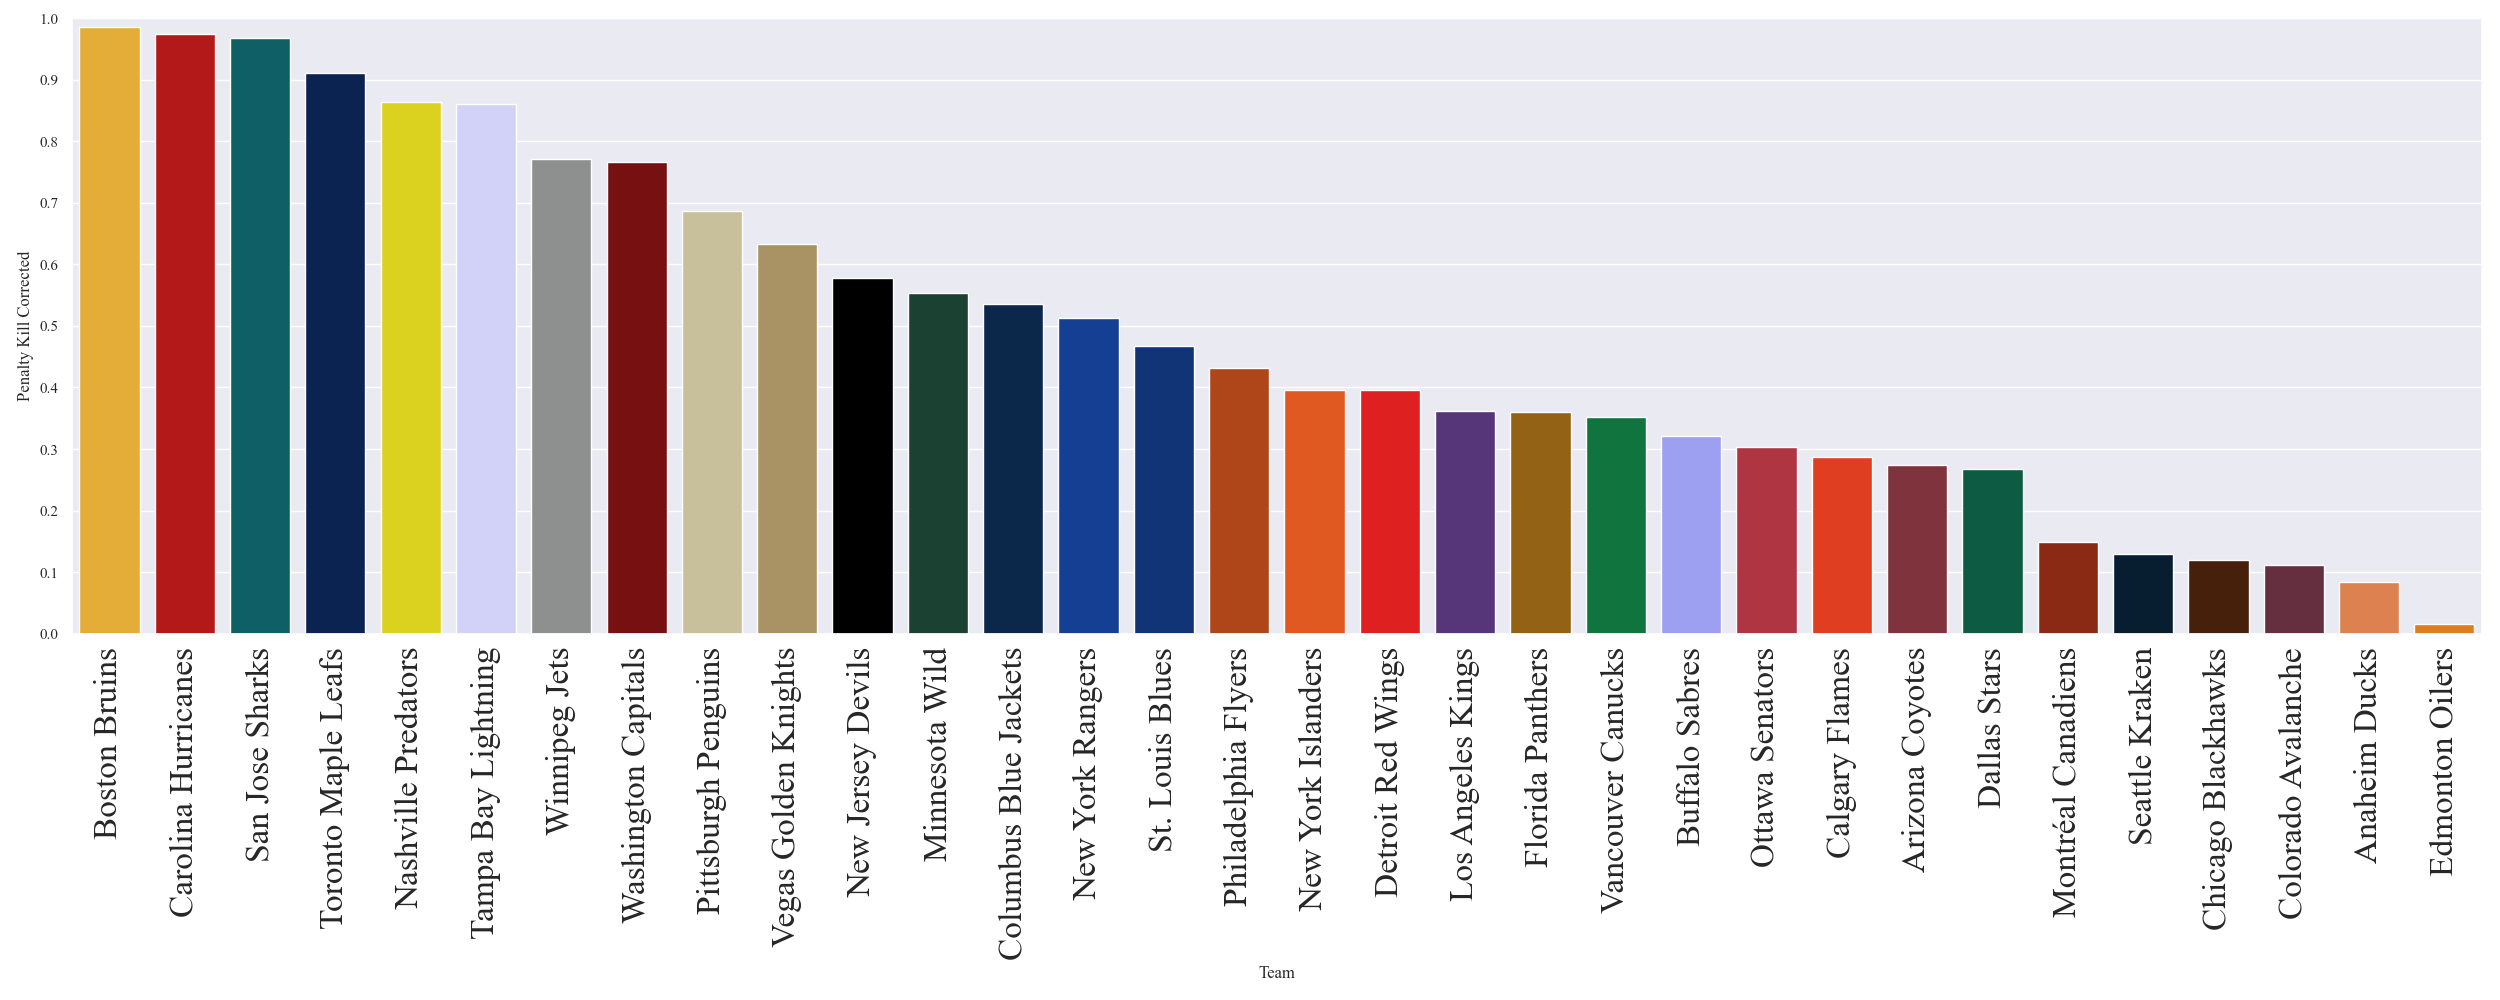 1.0
0.9
0.8
0.7
0.6
0.5
0.4
0.3
0.2
0.1
0.0
Penalty Kill Corrected
Boston Bruins
Carolina Hurricanes
San Jose Sharks
Toronto Maple Leafs
Nashville Predators
Tampa Bay Lightning
Winnipeg Jets
Washington Capitals
Pittsburgh Penguins
Vegas Golden Knights
New Jersey Devils
Minnesota Wild
Columbus Blue Jackets
New York Rangers
St. Louis Blues
Philadelphia Flyers
New York Islanders
Detroit Red Wings
Los Angeles Kings
Florida Panthers
Vancouver Canucks
Buffalo Sabres
Ottawa Senators
Calgary Flames
Arizona Coyotes
Dallas Stars
Montréal Canadiens
Seattle Kraken
Chicago Blackhawks
Colorado Avalanche
Anaheim Ducks
Edmonton Oilers
Team